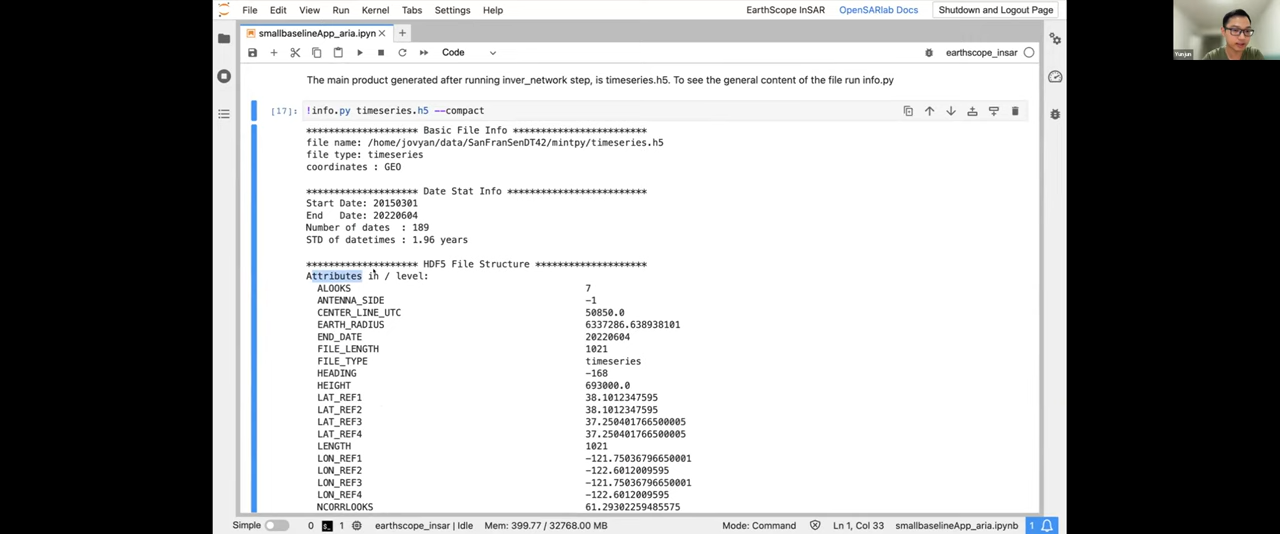 File Edit View Run Kernel Tabs Settings Help EarthScope InSAR OpenSARlab Docs Shutdown and Logout Page
smallbaselineApp_aria.ipyn
Code earthscope_insar
The main product generated after running inver_network step, is timeseries.h5. To see the general content of the file run info.py
[17]: !info.py timeseries.h5 --compact
******************** Basic File Info ************************
file name: /home/jovyan/data/SanFranSenDT42/mintpy/timeseries.h5
file type: timeseries
coordinates : GEO
******************** Date Stat Info *************************
Start Date: 20150301
End   Date: 20220604
Number of dates  : 189
STD of datetimes : 1.96 years
******************** HDF5 File Structure ********************
Attributes in / level:
ALOOKS 7
ANTENNA_SIDE -1
CENTER_LINE_UTC 50850.0
EARTH_RADIUS 6337286.638938101
END_DATE 20220604
FILE_LENGTH 1021
FILE_TYPE timeseries
HEADING -168
HEIGHT 693000.0
LAT_REF1 38.1012347595
LAT_REF2 38.1012347595
LAT_REF3 37.250401766500005
LAT_REF4 37.250401766500005
LENGTH 1021
LON_REF1 -121.75036796650001
LON_REF2 -122.6012009595
LON_REF3 -121.75036796650001
LON_REF4 -122.6012009595
NCORRLOOKS 61.29302259485575
Simple 0 1 earthscope_insar | Idle Mem: 399.77 / 32768.00 MB Mode: Command Ln 1, Col 33 smallbaselineApp_aria.ipynb 1
Yunjun